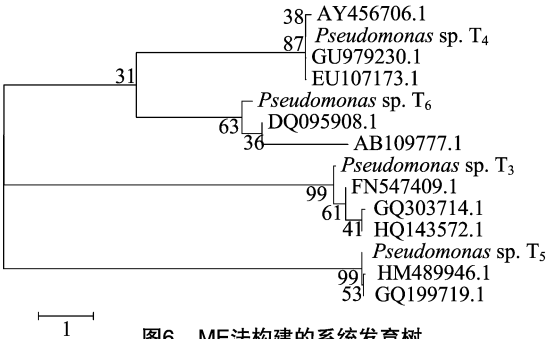 38 AY456706.1
Pseudomonas sp. T4
87
GU979230.1
EU107173.1
31
Pseudomonas sp. T6
63
DQ095908.1
36
AB109777.1
Pseudomonas sp. T3
99
FN547409.1
61
GQ303714.1
41 HQ143572.1
Pseudomonas sp. T5
99 HM489946.1
53 GQ199719.1
1
图6 ME法构建的系统发育树